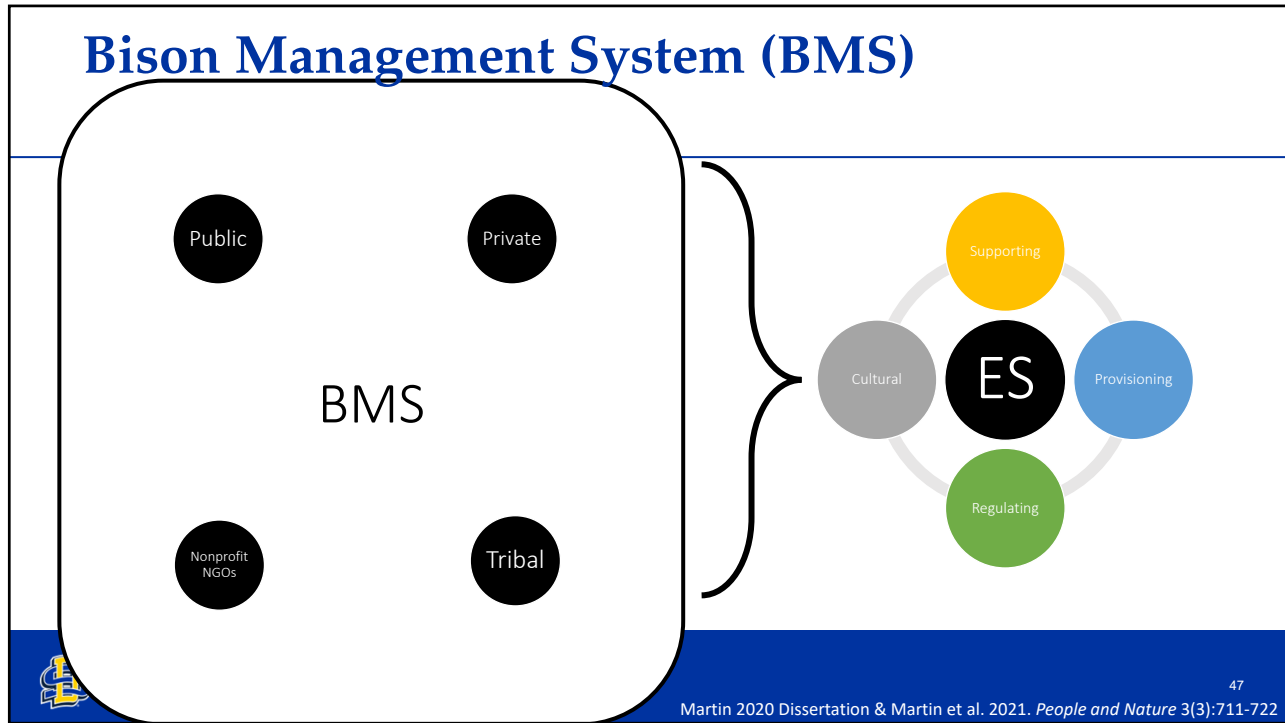 Bison Management System (BMS)
Public
Private
BMS
Nonprofit
NGOs
Tribal
Supporting
Cultural
ES
Provisioning
Regulating
47
Martin 2020 Dissertation & Martin et al. 2021. People and Nature 3(3):711-722